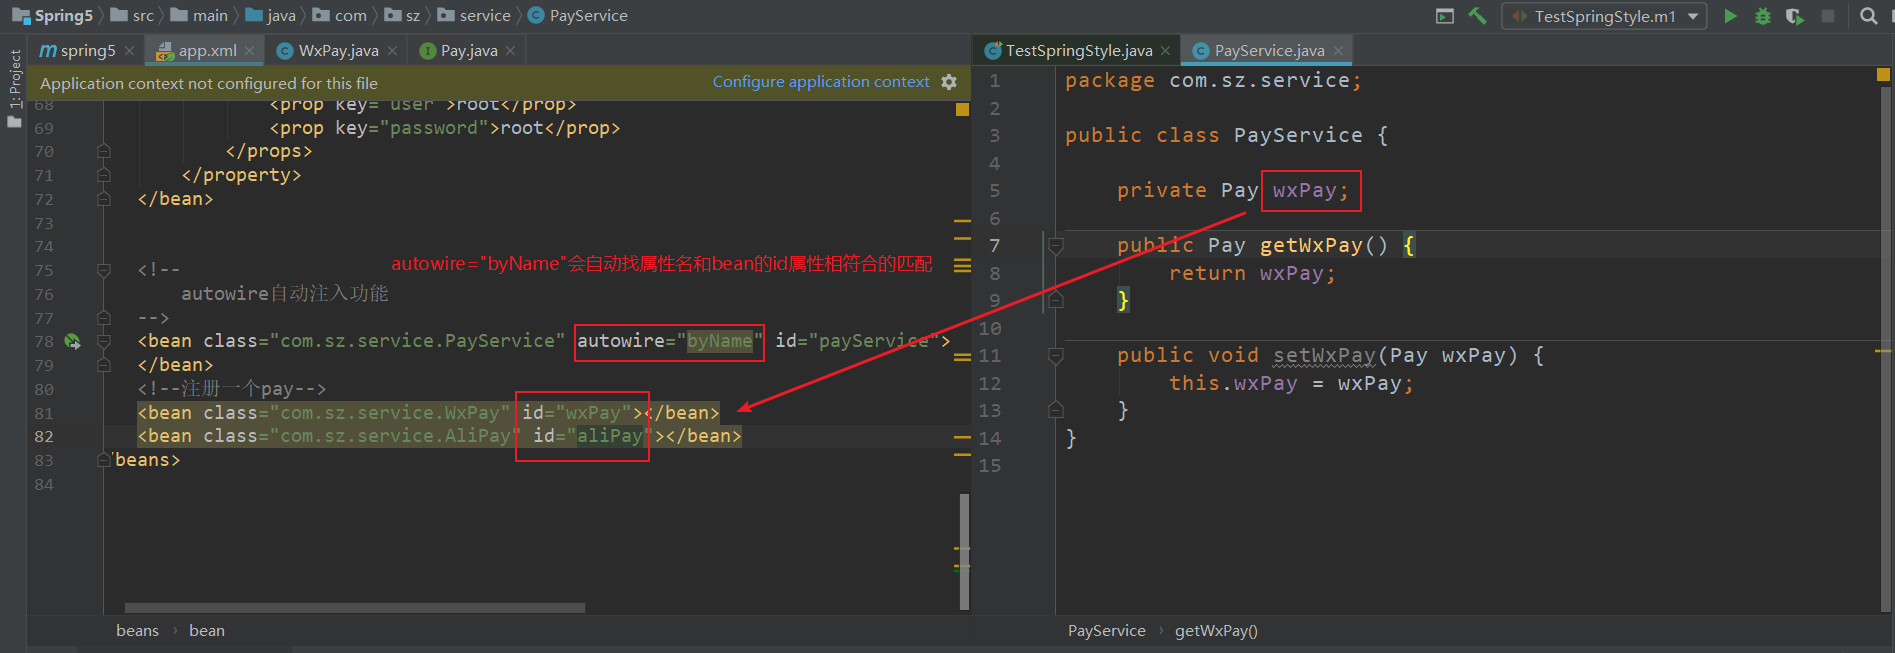 Spring5 src main java com sz service PayService
TestSpringStyle.m1
1: Project
spring5 app.xml WxPay.java Pay.java
TestSpringStyle.java PayService.java
Application context not configured for this file Configure application context
68 <prop key="user">root</prop>
69 <prop key="password">root</prop>
70 </props>
71 </property>
72 </bean>
73
74
autowire="byName"会自动找属性名和bean的id属性相符合的匹配
75 <!--
76 autowire自动注入功能
77 -->
78 <bean class="com.sz.service.PayService" autowire="byName" id="payService">
79 </bean>
80 <!--注册一个pay-->
81 <bean class="com.sz.service.WxPay" id="wxPay"></bean>
82 <bean class="com.sz.service.AliPay" id="aliPay"></bean>
83 beans>
84
beans › bean
1 package com.sz.service;
2
3 public class PayService {
4
5 private Pay wxPay;
6
7 public Pay getWxPay() {
8 return wxPay;
9 }
10
11 public void setWxPay(Pay wxPay) {
12 this.wxPay = wxPay;
13 }
14 }
15
PayService › getWxPay()